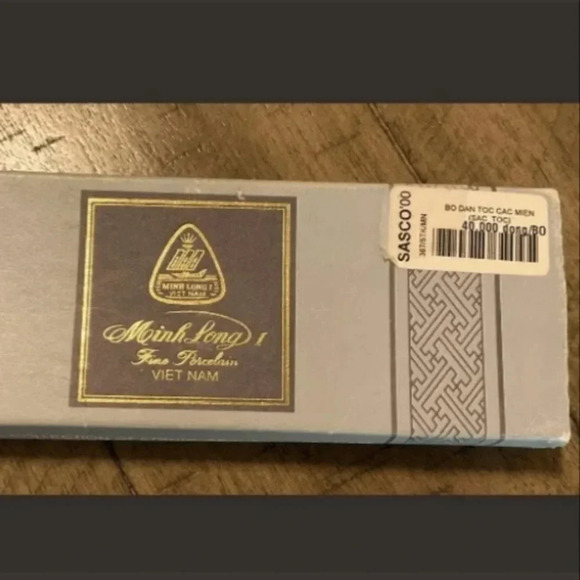 MINH LONG I
VIET NAM
Minh Long I
Fine Porcelain
VIET NAM
SASCO'00
BO DAN TOC CAC MIEN
(SAC TOC)
40,000 dong/BO